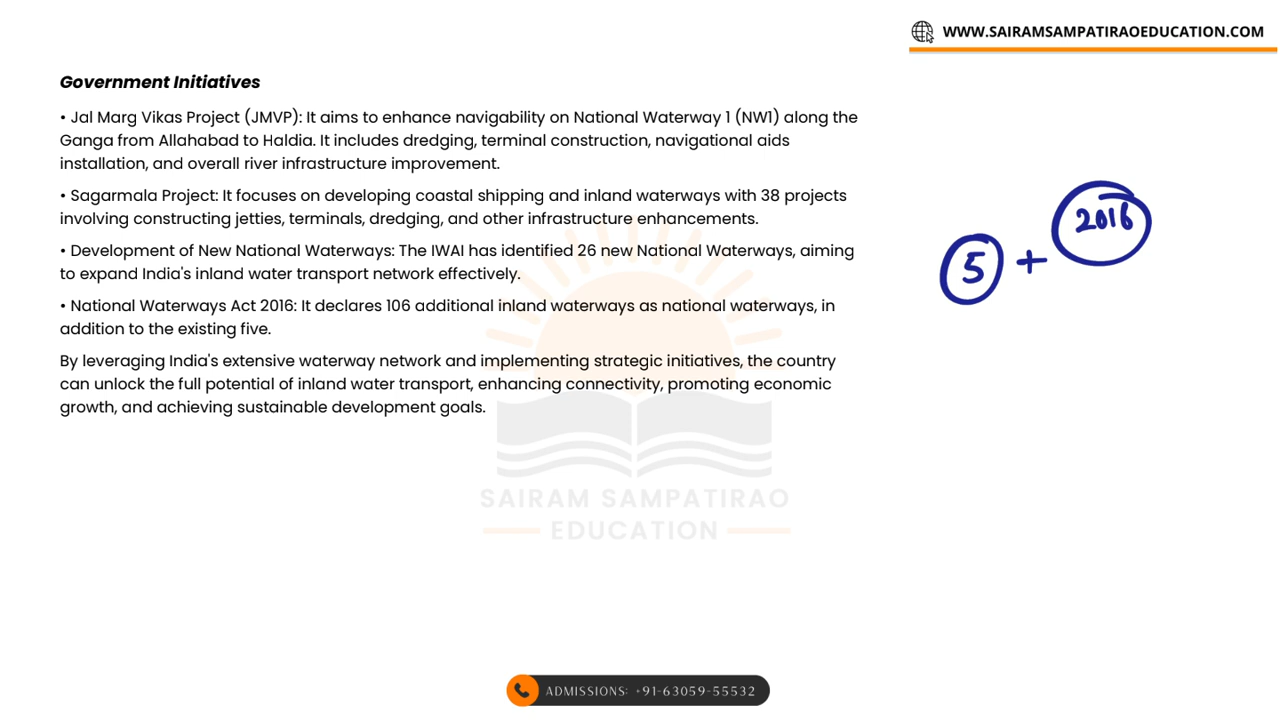 WWW.SAIRAMSAMPATIRAOEDUCATION.COM
Government Initiatives
• Jal Marg Vikas Project (JMVP): It aims to enhance navigability on National Waterway 1 (NW1) along the
Ganga from Allahabad to Haldia. It includes dredging, terminal construction, navigational aids
installation, and overall river infrastructure improvement.
• Sagarmala Project: It focuses on developing coastal shipping and inland waterways with 38 projects
involving constructing jetties, terminals, dredging, and other infrastructure enhancements.
• Development of New National Waterways: The IWAI has identified 26 new National Waterways, aiming
to expand India's inland water transport network effectively.
• National Waterways Act 2016: It declares 106 additional inland waterways as national waterways, in
addition to the existing five.
By leveraging India's extensive waterway network and implementing strategic initiatives, the country
can unlock the full potential of inland water transport, enhancing connectivity, promoting economic
growth, and achieving sustainable development goals.
5 + 2016
SAIRAM SAMPATIRAO
EDUCATION
ADMISSIONS: +91-63059-55532